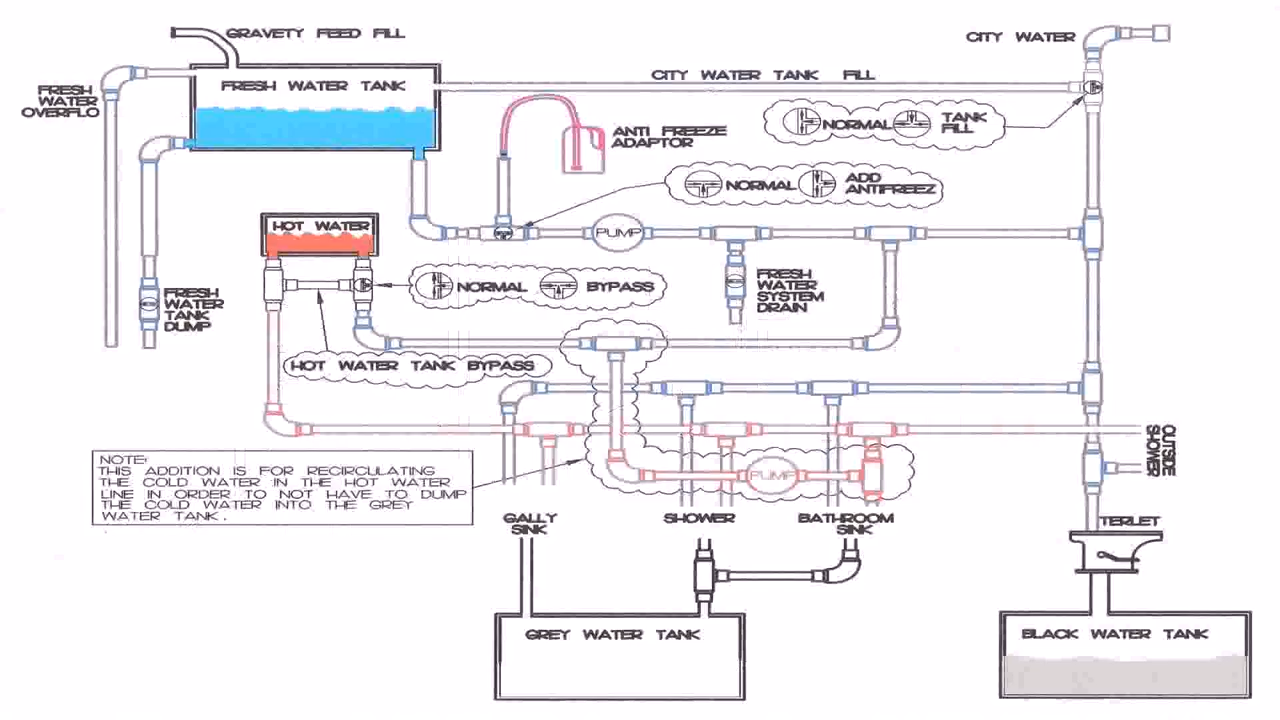 GRAVETY FEED FILL
CITY WATER
FRESH WATER TANK
CITY WATER TANK FILL
FRESH
WATER
OVERFLO
NORMAL
TANK
FILL
ANTI FREEZE
ADAPTOR
NORMAL
ADD
ANTIFREEZ
HOT WATER
PUMP
FRESH
WATER
SYSTEM
DRAIN
NORMAL
BYPASS
FRESH
WATER
TANK
DUMP
HOT WATER TANK BYPASS
OUTSIDE
SHOWER
NOTE:
THIS ADDITION IS FOR RECIRCULATING
THE COLD WATER IN THE HOT WATER
LINE IN ORDER TO NOT HAVE TO DUMP
THE COLD WATER INTO THE GREY
WATER TANK.
PUMP
GALLY
SINK
SHOWER
BATHROOM
SINK
TERLET
GREY WATER TANK
BLACK WATER TANK